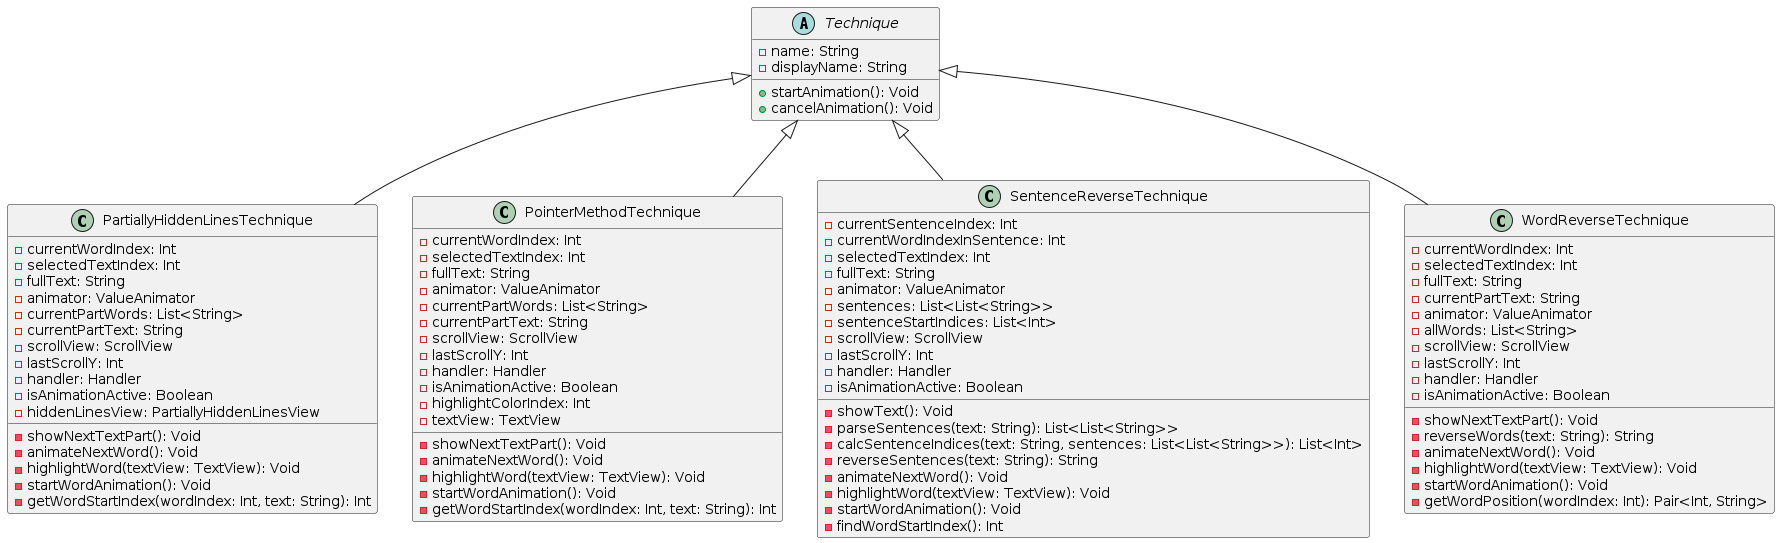 A Technique
name: String
displayName: String
startAnimation(): Void
cancelAnimation(): Void
C PartiallyHiddenLinesTechnique
currentWordIndex: Int
selectedTextIndex: Int
fullText: String
animator: ValueAnimator
currentPartWords: List<String>
currentPartText: String
scrollView: ScrollView
lastScrollY: Int
handler: Handler
isAnimationActive: Boolean
hiddenLinesView: PartiallyHiddenLinesView
showNextTextPart(): Void
animateNextWord(): Void
highlightWord(textView: TextView): Void
startWordAnimation(): Void
getWordStartIndex(wordIndex: Int, text: String): Int
C PointerMethodTechnique
currentWordIndex: Int
selectedTextIndex: Int
fullText: String
animator: ValueAnimator
currentPartWords: List<String>
currentPartText: String
scrollView: ScrollView
lastScrollY: Int
handler: Handler
isAnimationActive: Boolean
highlightColorIndex: Int
textView: TextView
showNextTextPart(): Void
animateNextWord(): Void
highlightWord(textView: TextView): Void
startWordAnimation(): Void
getWordStartIndex(wordIndex: Int, text: String): Int
C SentenceReverseTechnique
currentSentenceIndex: Int
currentWordIndexInSentence: Int
selectedTextIndex: Int
fullText: String
animator: ValueAnimator
sentences: List<List<String>>
sentenceStartIndices: List<Int>
scrollView: ScrollView
lastScrollY: Int
handler: Handler
isAnimationActive: Boolean
showText(): Void
parseSentences(text: String): List<List<String>>
calcSentenceIndices(text: String, sentences: List<List<String>>): List<Int>
reverseSentences(text: String): String
animateNextWord(): Void
highlightWord(textView: TextView): Void
startWordAnimation(): Void
findWordStartIndex(): Int
C WordReverseTechnique
currentWordIndex: Int
selectedTextIndex: Int
fullText: String
currentPartText: String
animator: ValueAnimator
allWords: List<String>
scrollView: ScrollView
lastScrollY: Int
handler: Handler
isAnimationActive: Boolean
showNextTextPart(): Void
reverseWords(text: String): String
animateNextWord(): Void
highlightWord(textView: TextView): Void
startWordAnimation(): Void
getWordPosition(wordIndex: Int): Pair<Int, String>